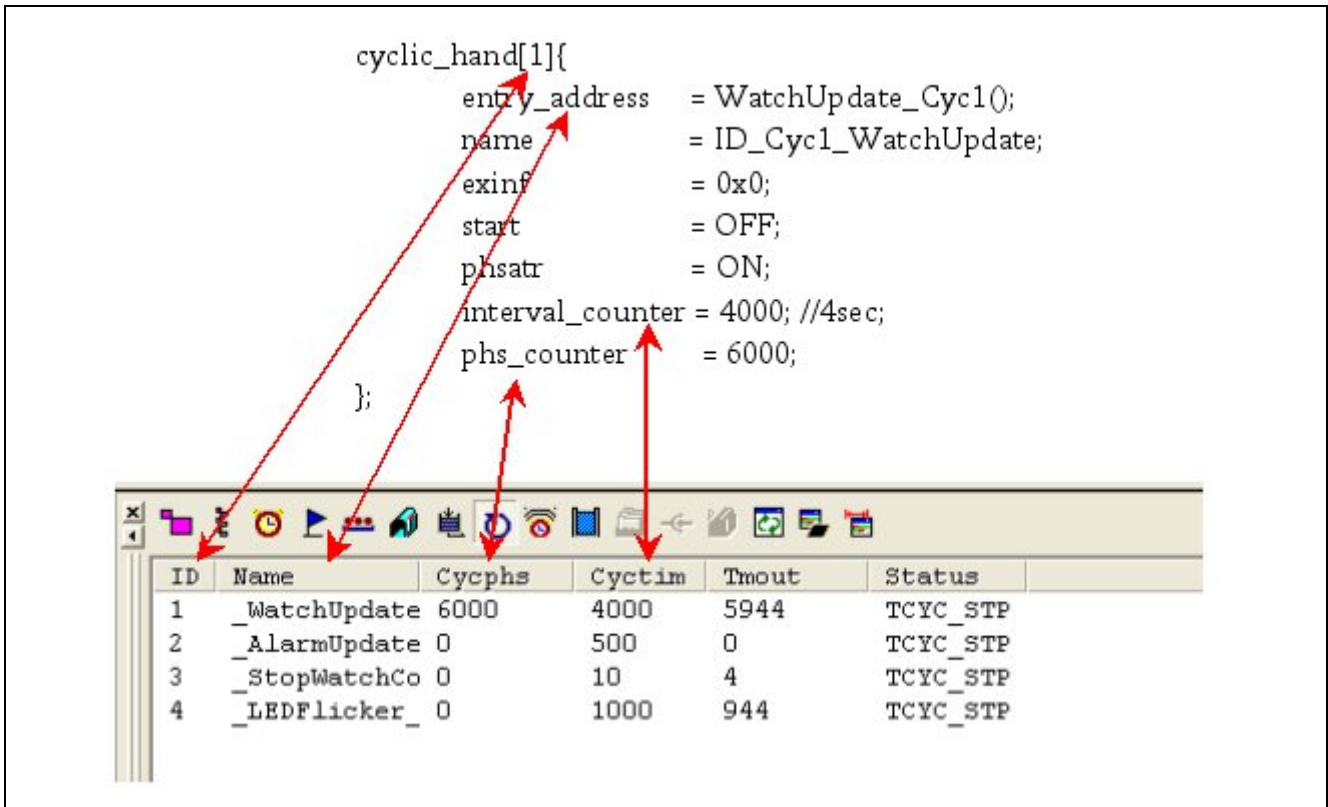 cyclic_hand[1]{
entry_address = WatchUpdate_Cyc1();
name = ID_Cyc1_WatchUpdate;
exinf = 0x0;
start = OFF;
phsatr = ON;
interval_counter = 4000; //4sec;
phs_counter = 6000;
};
ID Name Cycphs Cyctim Tmout Status
1 _WatchUpdate 6000 4000 5944 TCYC_STP
2 _AlarmUpdate 0 500 0 TCYC_STP
3 _StopWatchCo 0 10 4 TCYC_STP
4 _LEDFlicker_ 0 1000 944 TCYC_STP